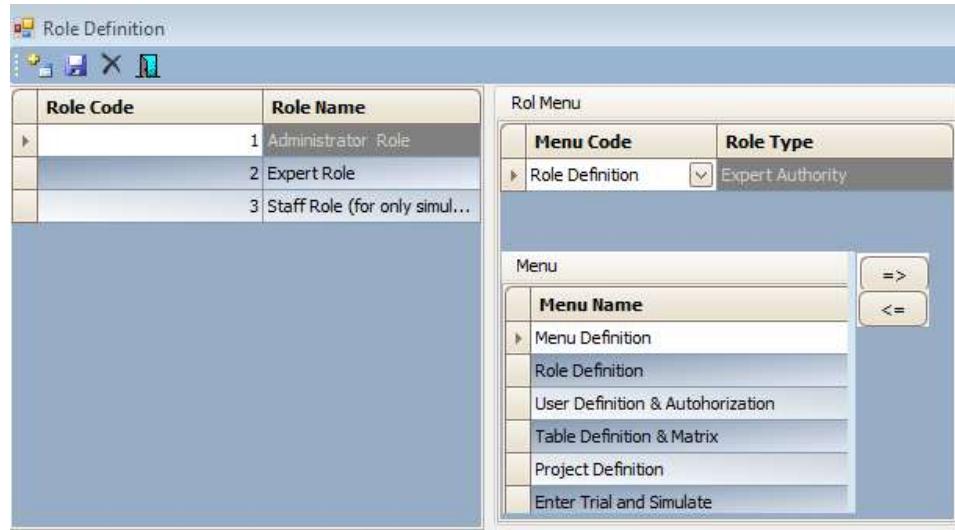 Role Definition
Role Code Role Name
1 Administrator Role
2 Expert Role
3 Staff Role (for only simul...
Rol Menu
Menu Code Role Type
Role Definition Expert Authority
Menu
=>
<=
Menu Name
Menu Definition
Role Definition
User Definition & Autohorization
Table Definition & Matrix
Project Definition
Enter Trial and Simulate